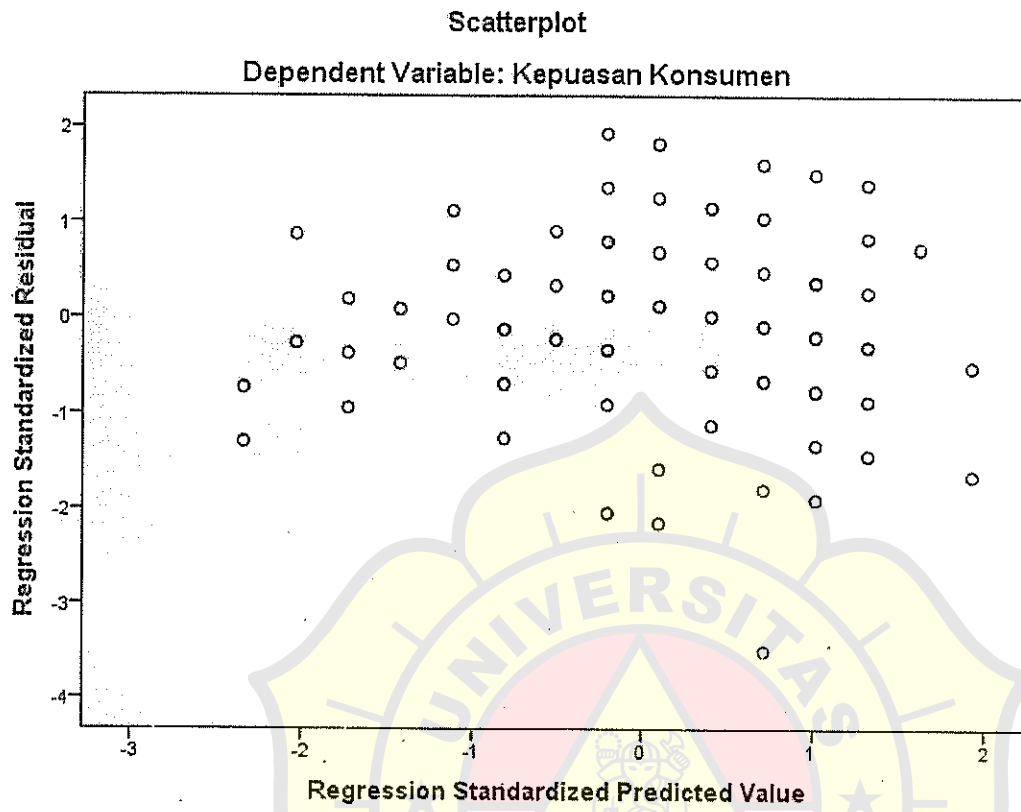 Scatterplot
Dependent Variable: Kepuasan Konsumen
Regression Standardized Residual
2
1
0
-1
-2
-3
-4
-3
-2
-1
0
1
2
Regression Standardized Predicted Value
UNIVERSITAS